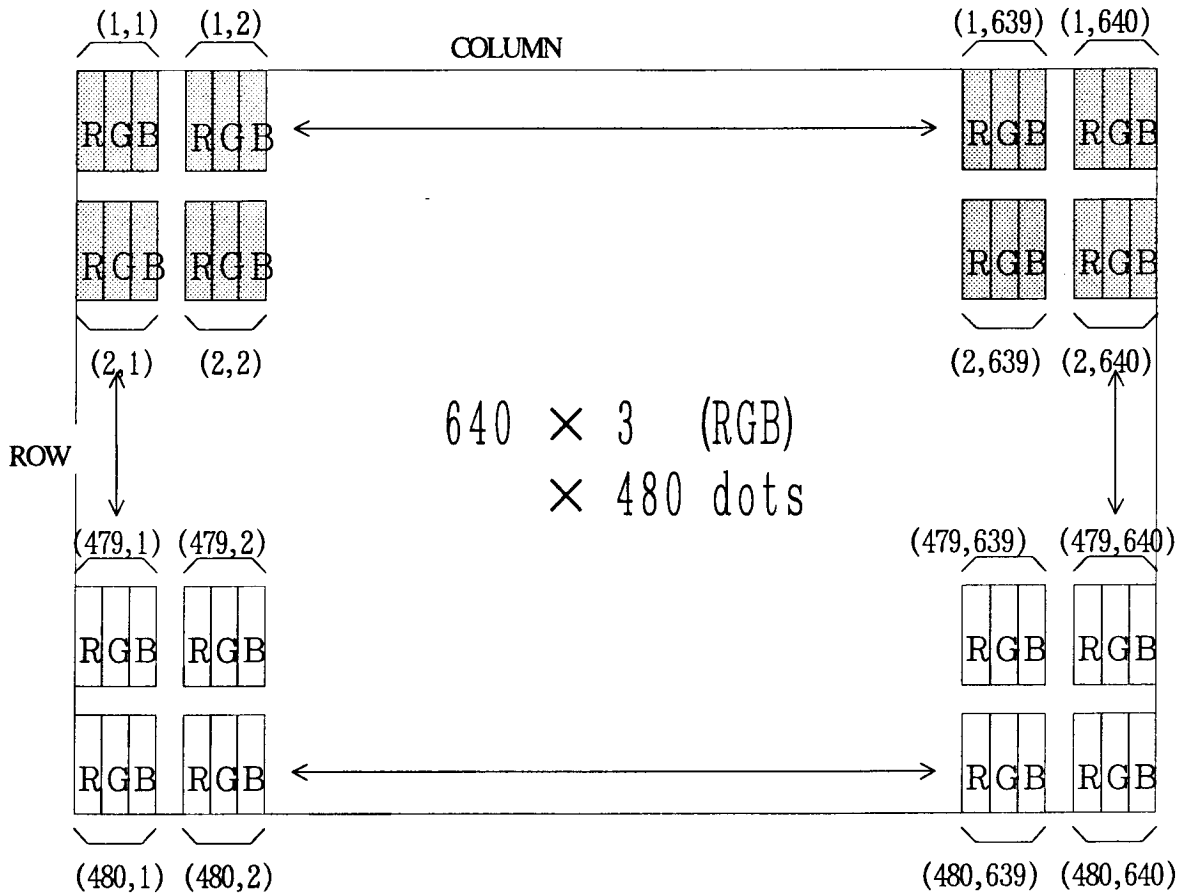 (1,1) (1,2) (1,639) (1,640)
COLUMN
RGB RGB RGB RGB
RGB RGB RGB RGB
(2,1) (2,2) (2,639) (2,640)
640 × 3 (RGB)
ROW
× 480 dots
(479,1) (479,2) (479,639) (479,640)
RGB RGB RGB RGB
RGB RGB RGB RGB
(480,1) (480,2) (480,639) (480,640)